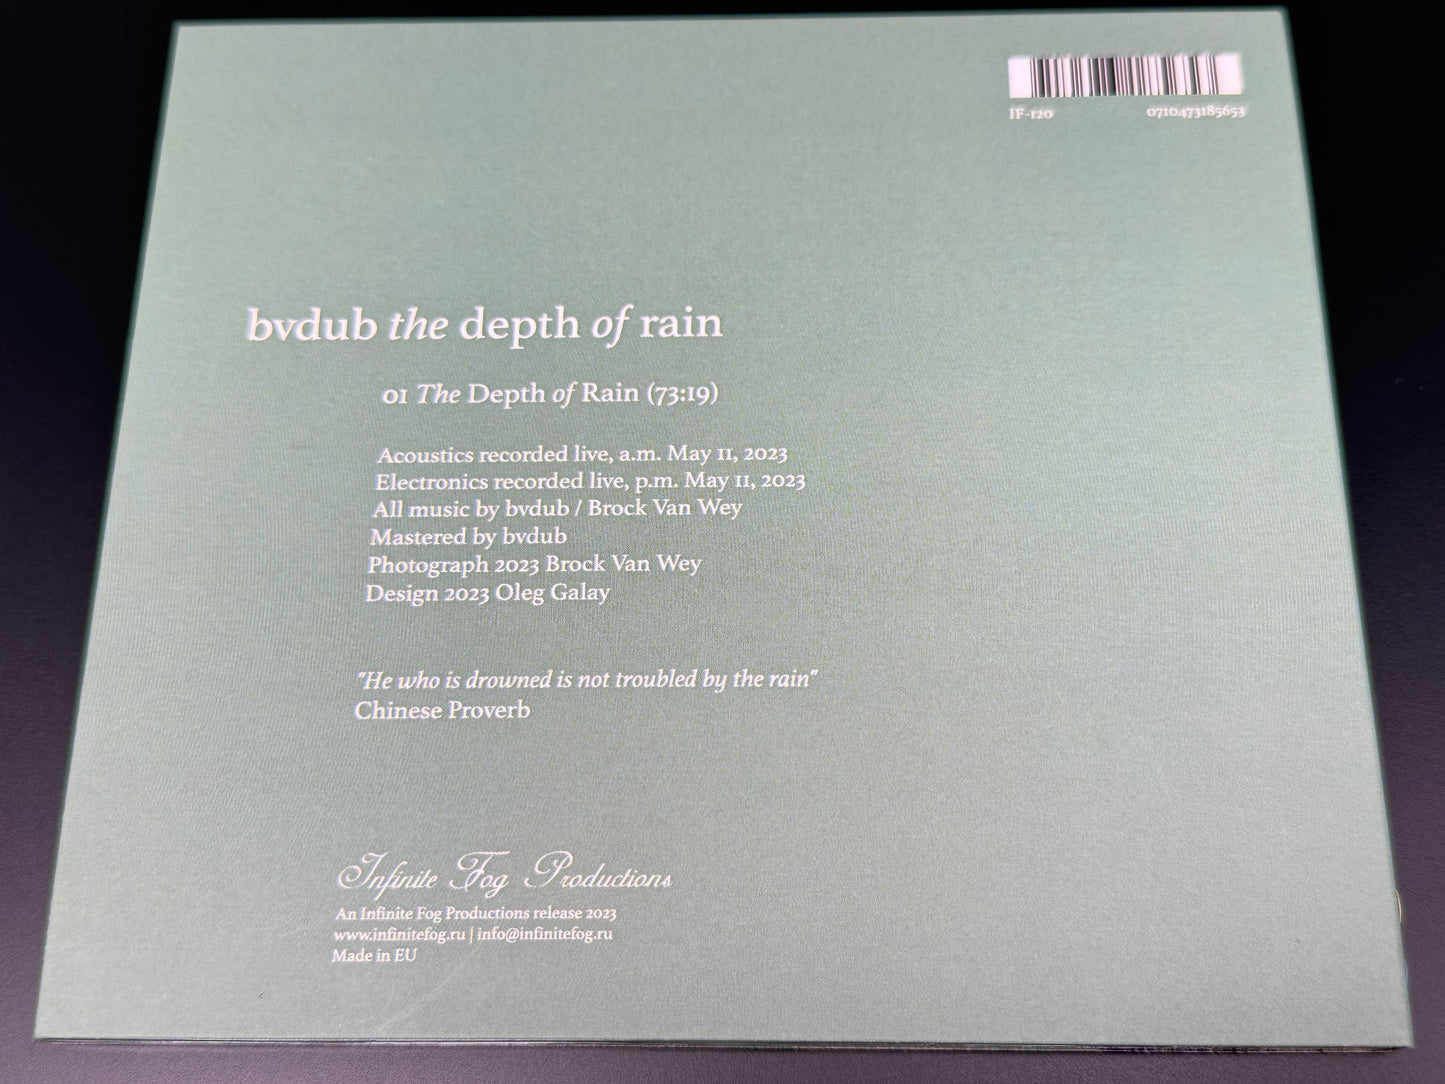 IF-120 0710473185653
bvdub the depth of rain
01 The Depth of Rain (73:19)
Acoustics recorded live, a.m. May 11, 2023
Electronics recorded live, p.m. May 11, 2023
All music by bvdub / Brock Van Wey
Mastered by bvdub
Photograph 2023 Brock Van Wey
Design 2023 Oleg Galay
"He who is drowned is not troubled by the rain"
Chinese Proverb
Infinite Fog Productions
An Infinite Fog Productions release 2023
www.infinitefog.ru | info@infinitefog.ru
Made in EU